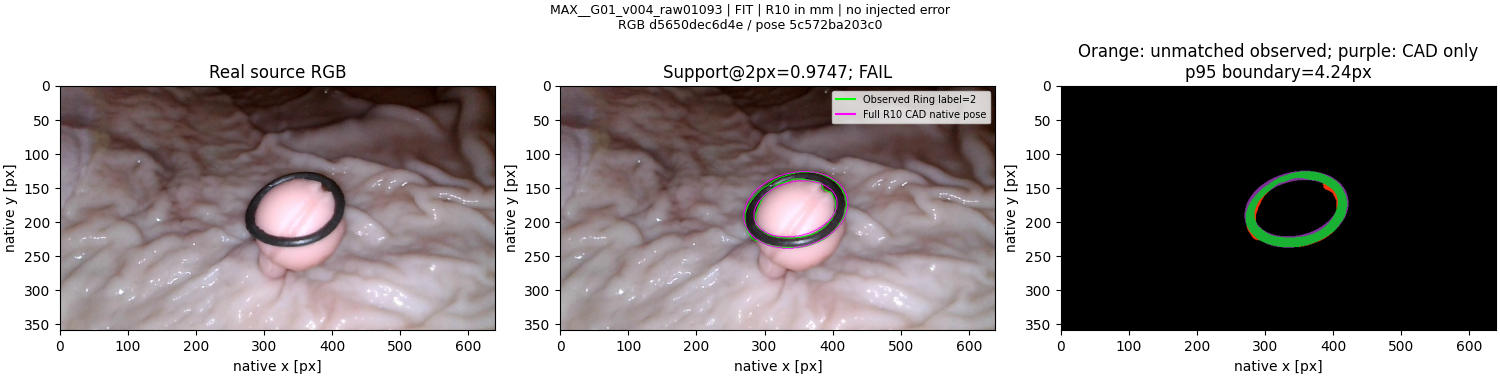 MAX__G01_v004_raw01093 | FIT | R10 in mm | no injected error
RGB d5650dec6d4e / pose 5c572ba203c0
Real source RGB
0
50
100
150
200
250
300
350
native y [px]
0 100 200 300 400 500 600
native x [px]
Support@2px=0.9747; FAIL
Observed Ring label=2
Full R10 CAD native pose
0
50
100
150
200
250
300
350
native y [px]
0 100 200 300 400 500 600
native x [px]
Orange: unmatched observed; purple: CAD only
p95 boundary=4.24px
0
50
100
150
200
250
300
350
native y [px]
0 100 200 300 400 500 600
native x [px]